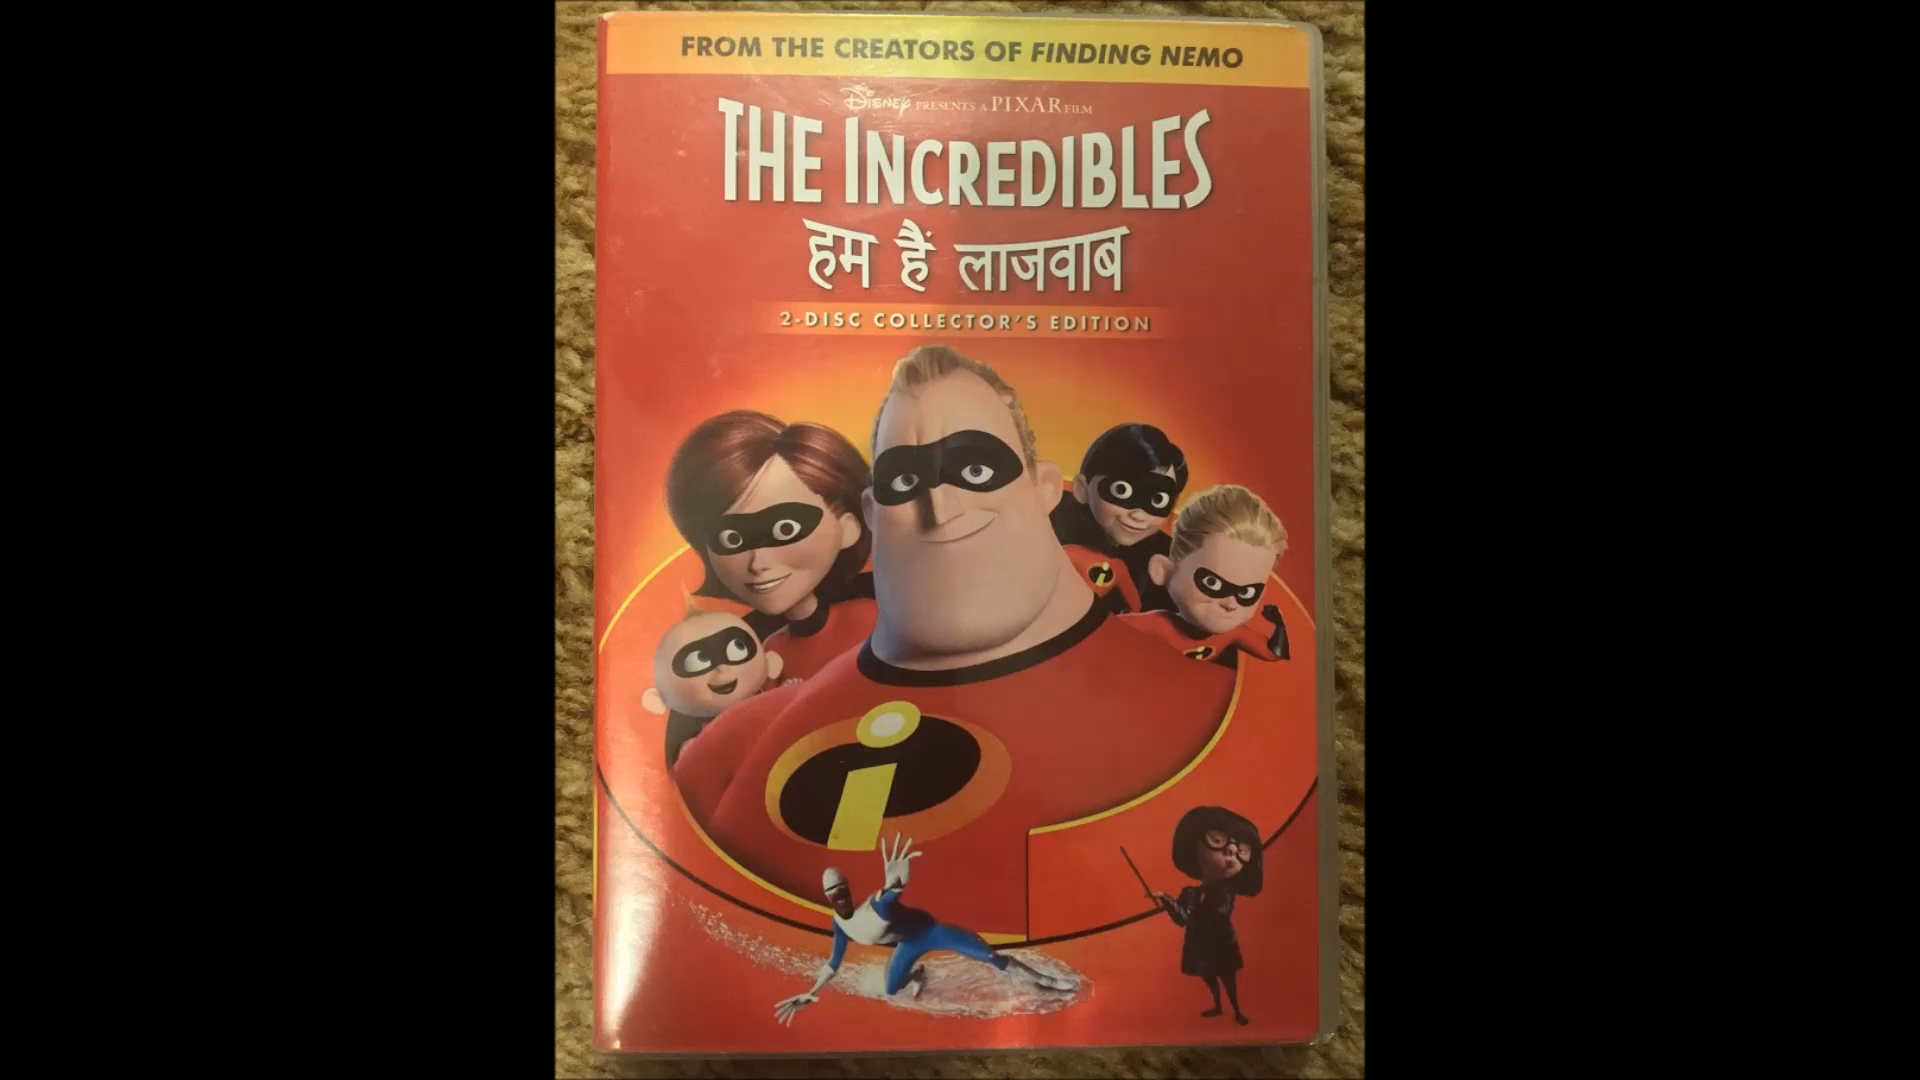 FROM THE CREATORS OF FINDING NEMO
DISNEY PRESENTS A PIXAR FILM
THE INCREDIBLES
हम हैं लाजवाब
2-DISC COLLECTOR'S EDITION